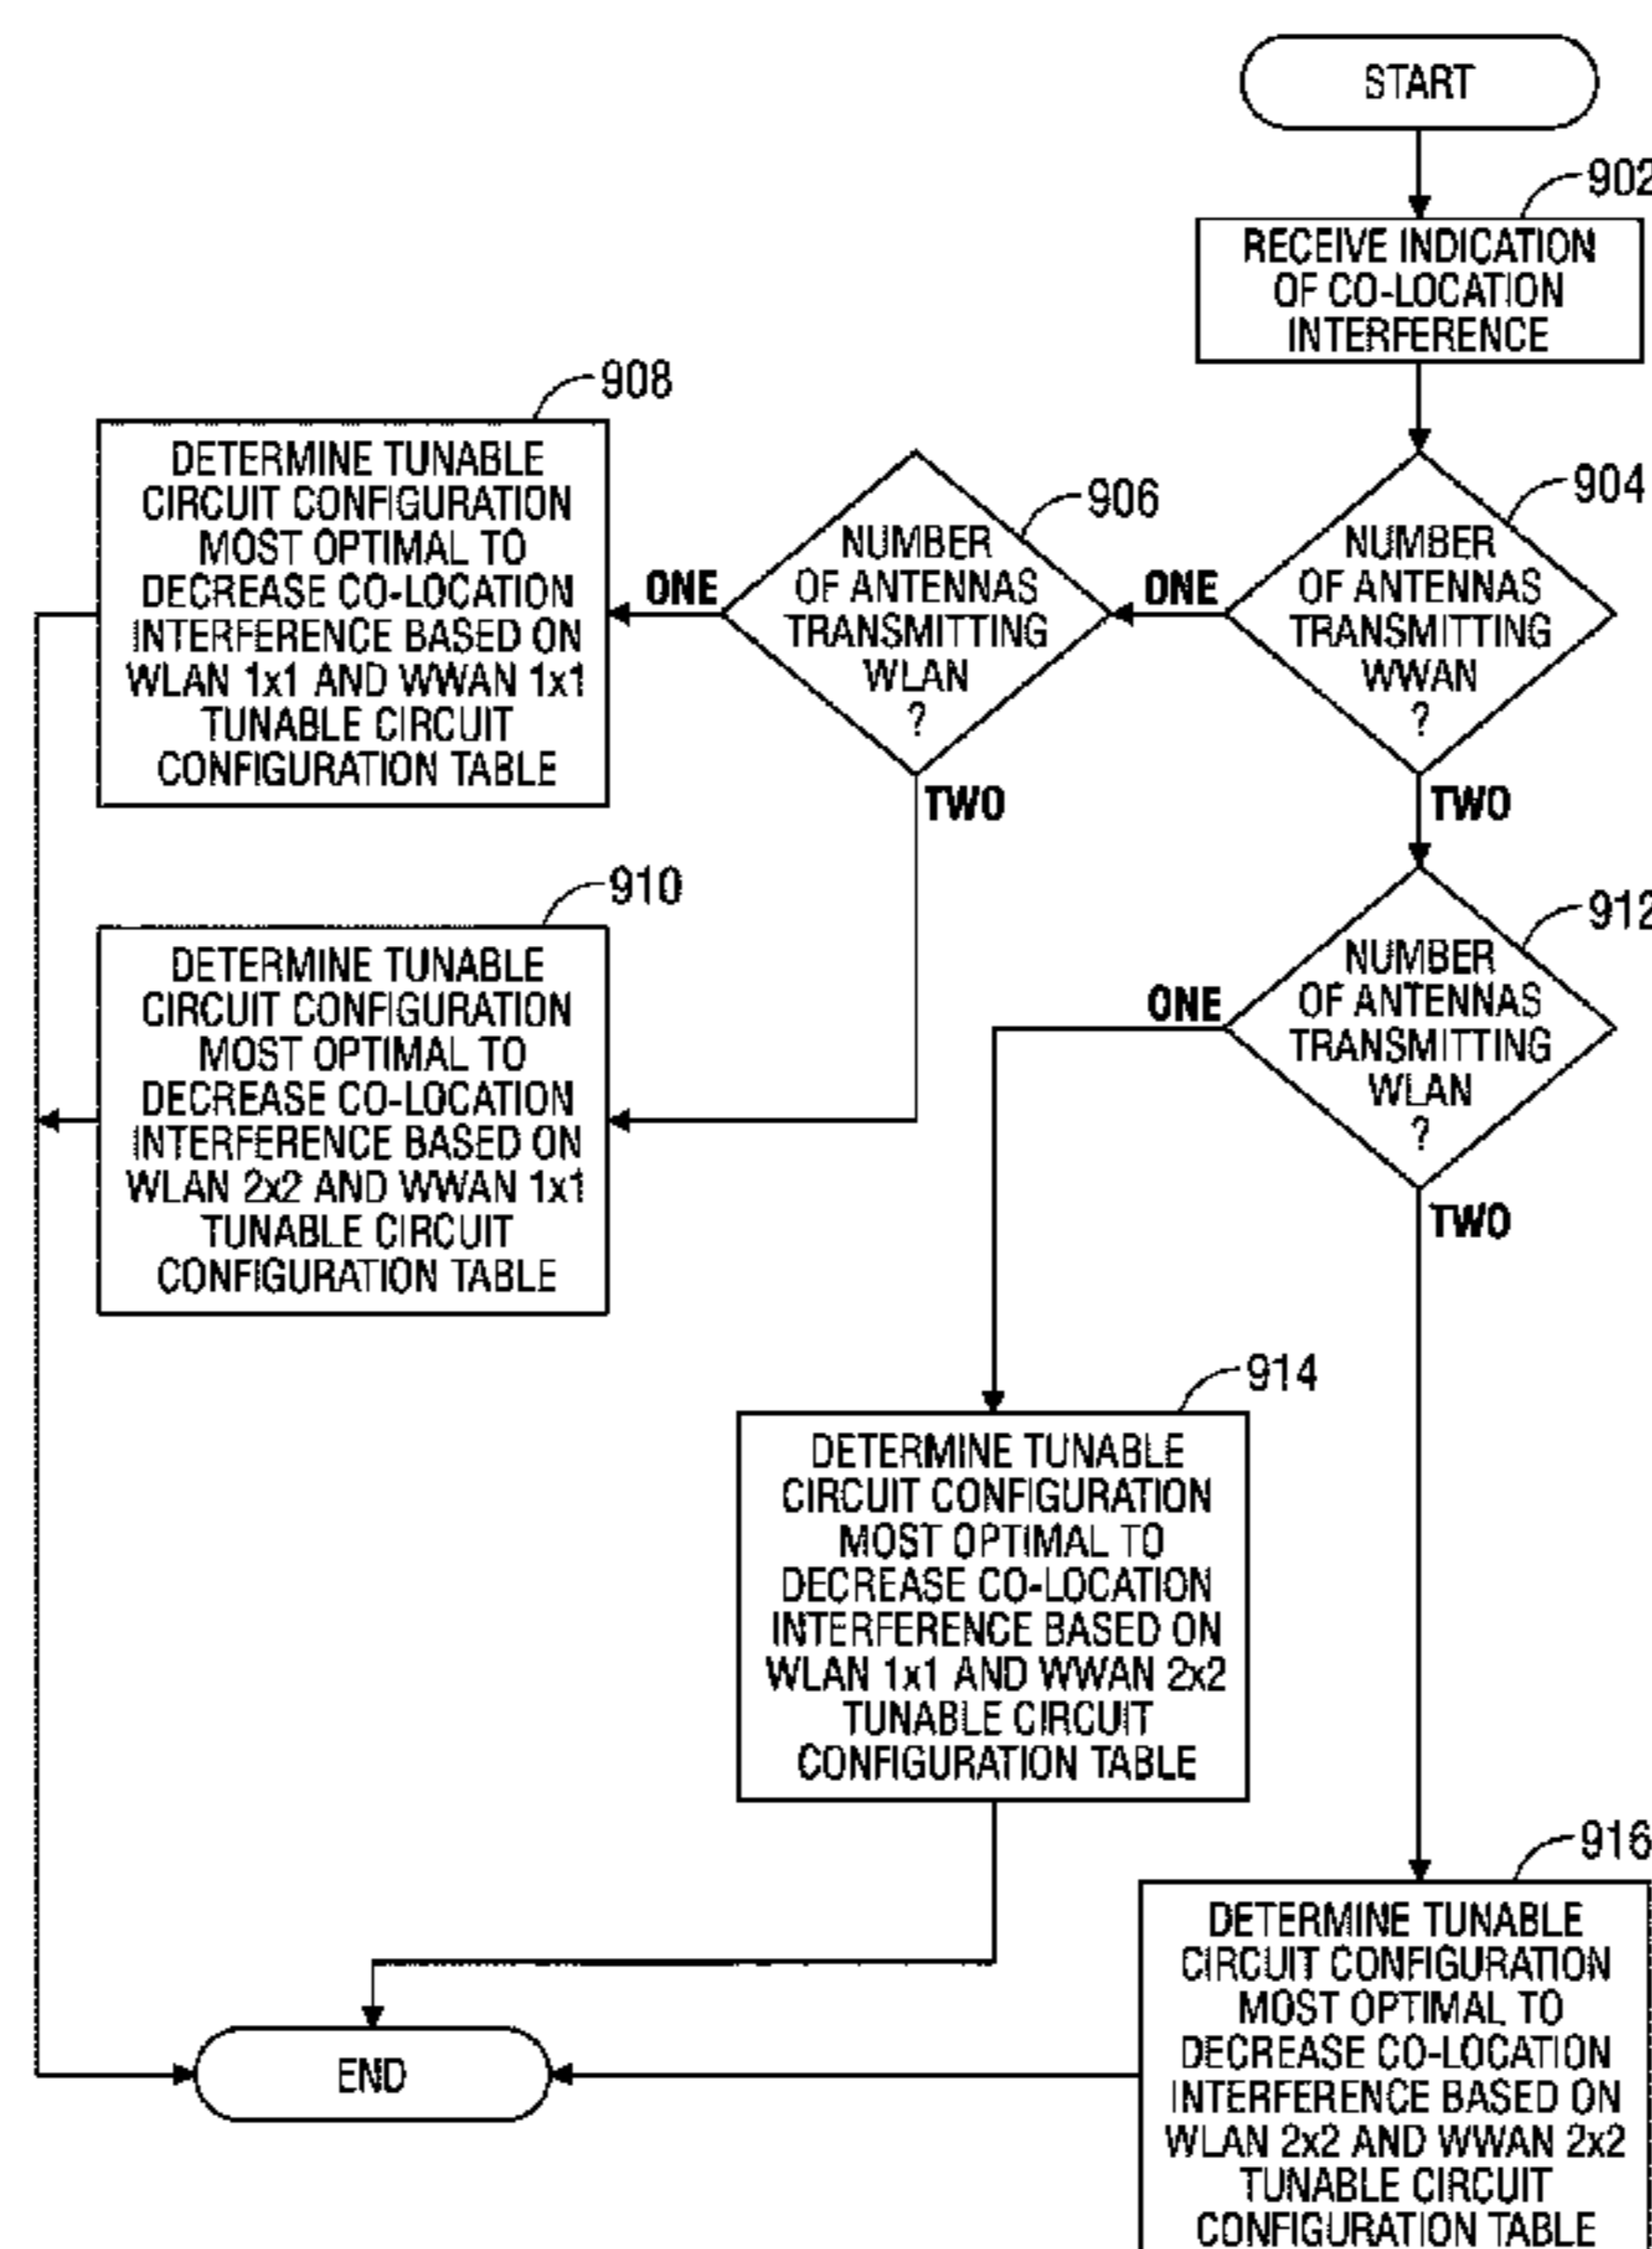 START
902
RECEIVE INDICATION
OF CO-LOCATION
INTERFERENCE
904
NUMBER
OF ANTENNAS
TRANSMITTING
WWAN
?
ONE
TWO
906
NUMBER
OF ANTENNAS
TRANSMITTING
WLAN
?
ONE
TWO
908
DETERMINE TUNABLE
CIRCUIT CONFIGURATION
MOST OPTIMAL TO
DECREASE CO-LOCATION
INTERFERENCE BASED ON
WLAN 1x1 AND WWAN 1x1
TUNABLE CIRCUIT
CONFIGURATION TABLE
910
DETERMINE TUNABLE
CIRCUIT CONFIGURATION
MOST OPTIMAL TO
DECREASE CO-LOCATION
INTERFERENCE BASED ON
WLAN 2x2 AND WWAN 1x1
TUNABLE CIRCUIT
CONFIGURATION TABLE
912
NUMBER
OF ANTENNAS
TRANSMITTING
WLAN
?
ONE
TWO
914
DETERMINE TUNABLE
CIRCUIT CONFIGURATION
MOST OPTIMAL TO
DECREASE CO-LOCATION
INTERFERENCE BASED ON
WLAN 1x1 AND WWAN 2x2
TUNABLE CIRCUIT
CONFIGURATION TABLE
916
DETERMINE TUNABLE
CIRCUIT CONFIGURATION
MOST OPTIMAL TO
DECREASE CO-LOCATION
INTERFERENCE BASED ON
WLAN 2x2 AND WWAN 2x2
TUNABLE CIRCUIT
CONFIGURATION TABLE
END